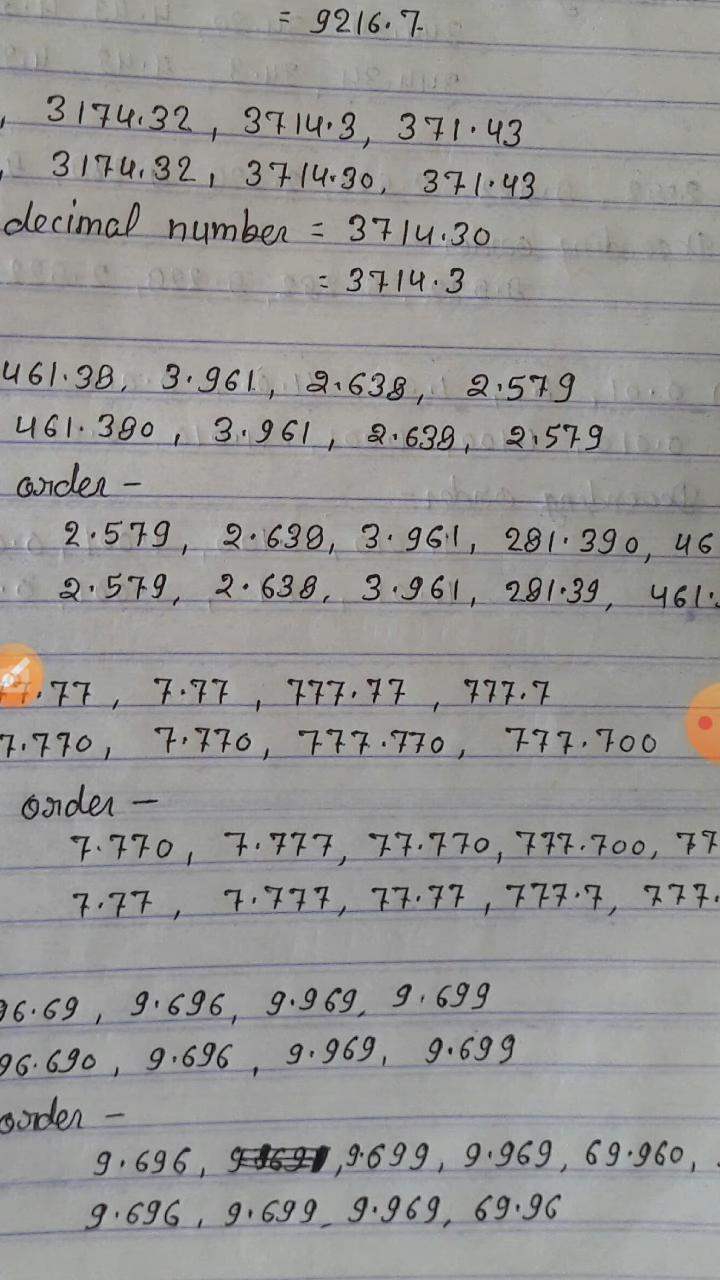 = 9216.7
, 3174.32, 3714.3, 371.43
, 3174.32, 3714.30, 371.43
decimal number = 3714.30
= 3714.3
461.38, 3.961, 2.638, 2.579
461.380, 3.961, 2.638, 2.579
order -
2.579, 2.638, 3.961, 281.390, 46
2.579, 2.638, 3.961, 281.39, 461.
77.77, 7.77, 777.77, 777.7
7.770, 7.770, 777.770, 777.700
order -
7.770, 7.777, 77.770, 777.700, 77
7.77, 7.777, 77.77, 777.7, 777.
96.69, 9.696, 9.969, 9.699
96.690, 9.696, 9.969, 9.699
order -
9.696, 9.699, 9.969, 69.960,
9.696, 9.699, 9.969, 69.96